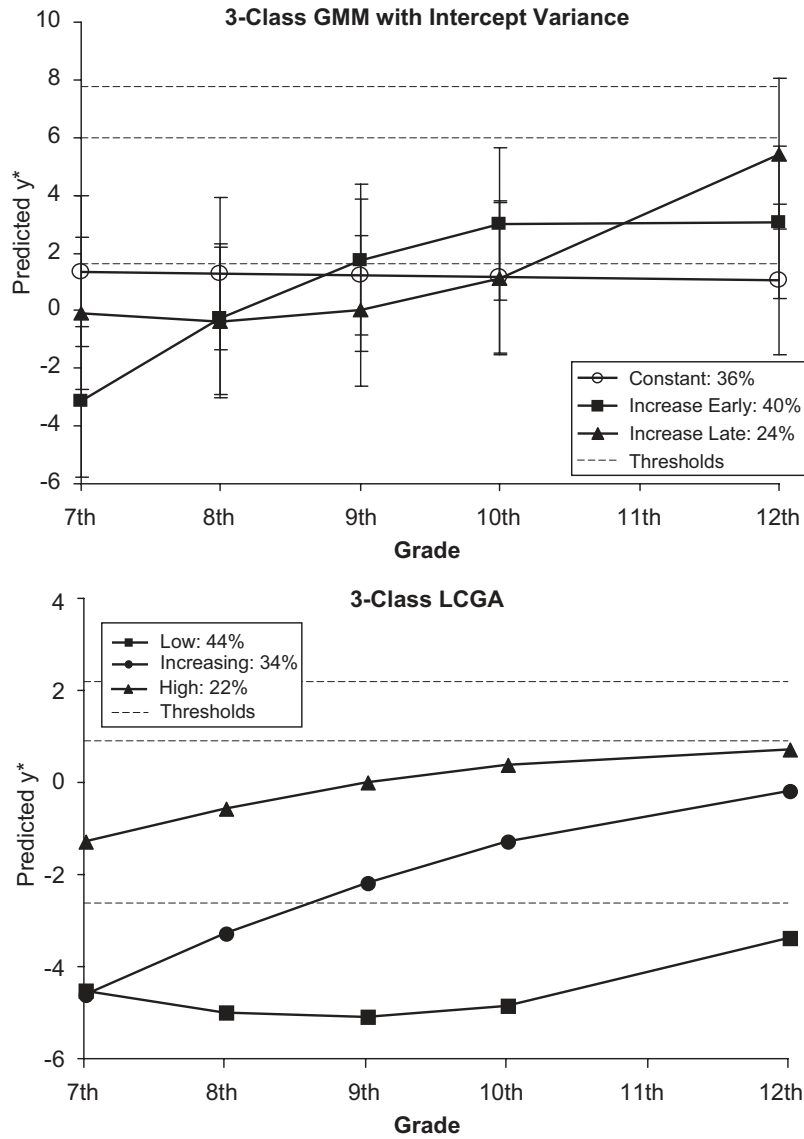 3-Class GMM with Intercept Variance
10
8
6
4
2
0
-2
-4
-6
Predicted y*
Constant: 36%
Increase Early: 40%
Increase Late: 24%
Thresholds
7th 8th 9th 10th 11th 12th
Grade
3-Class LCGA
4
2
0
-2
-4
-6
Predicted y*
Low: 44%
Increasing: 34%
High: 22%
Thresholds
7th 8th 9th 10th 11th 12th
Grade